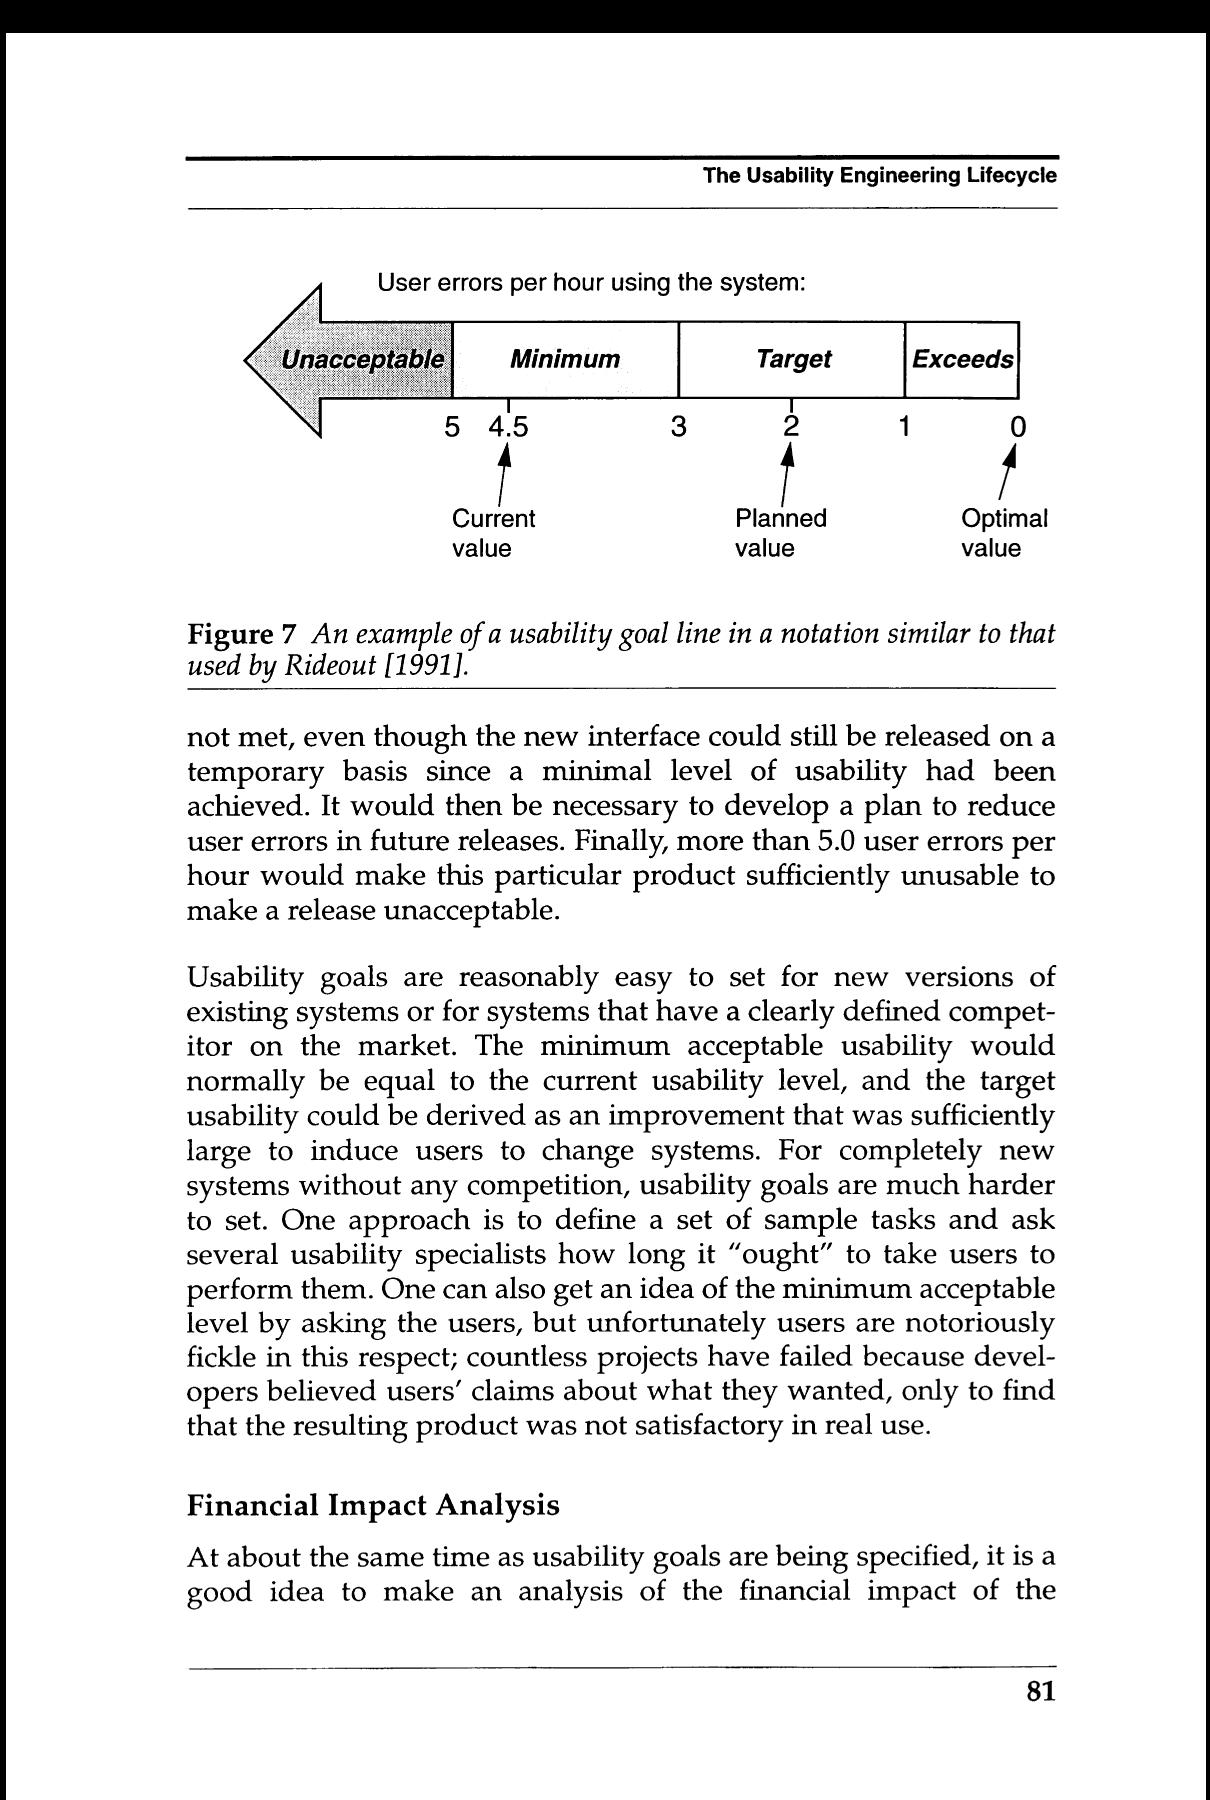 The Usability Engineering Lifecycle
User errors per hour using the system:
Unacceptable Minimum Target Exceeds
5 4.5 3 2 1 0
Current Planned Optimal
value value value
Figure 7 An example of a usability goal line in a notation similar to that
used by Rideout [1991].
not met, even though the new interface could still be released on a
temporary basis since a minimal level of usability had been
achieved. It would then be necessary to develop a plan to reduce
user errors in future releases. Finally, more than 5.0 user errors per
hour would make this particular product sufficiently unusable to
make a release unacceptable.
Usability goals are reasonably easy to set for new versions of
existing systems or for systems that have a clearly defined compet-
itor on the market. The minimum acceptable usability would
normally be equal to the current usability level, and the target
usability could be derived as an improvement that was sufficiently
large to induce users to change systems. For completely new
systems without any competition, usability goals are much harder
to set. One approach is to define a set of sample tasks and ask
several usability specialists how long it "ought" to take users to
perform them. One can also get an idea of the minimum acceptable
level by asking the users, but unfortunately users are notoriously
fickle in this respect; countless projects have failed because devel-
opers believed users' claims about what they wanted, only to find
that the resulting product was not satisfactory in real use.
Financial Impact Analysis
At about the same time as usability goals are being specified, it is a
good idea to make an analysis of the financial impact of the
81